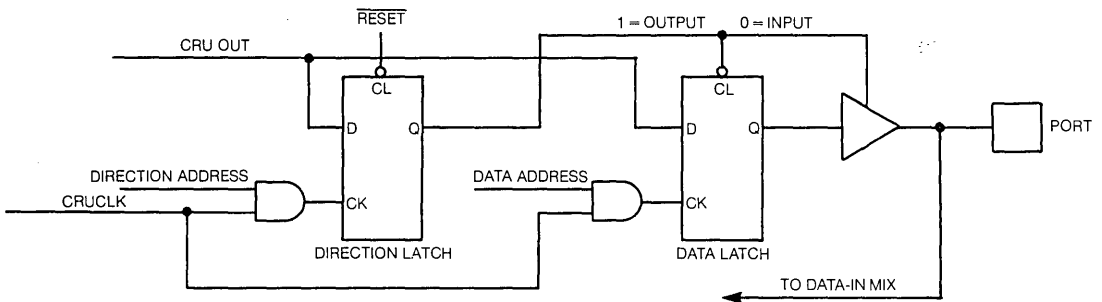 RESET
1 = OUTPUT 0 = INPUT
CRU OUT
CL
CL
D
Q
D
Q
PORT
DIRECTION ADDRESS
DATA ADDRESS
CRUCLK
CK
CK
DIRECTION LATCH
DATA LATCH
TO DATA-IN MIX